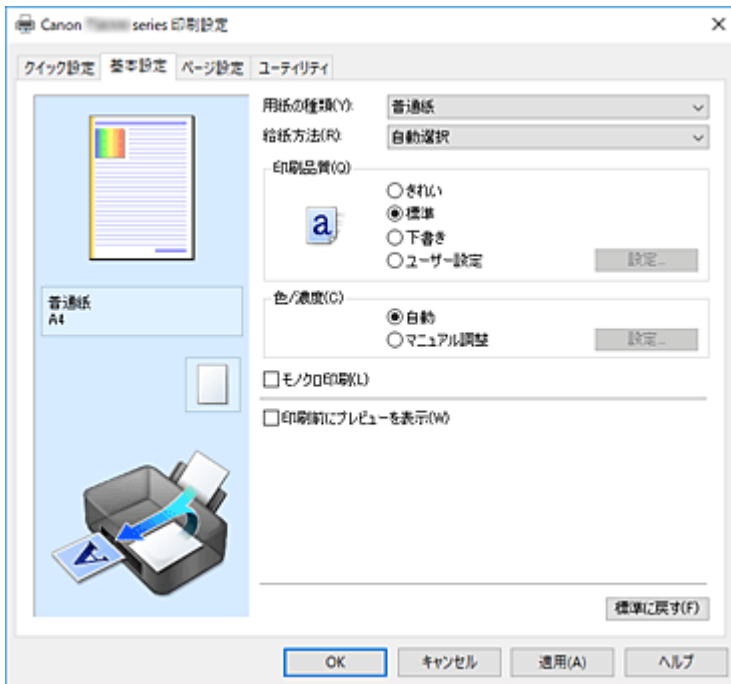 Canon series 印刷設定
クイック設定 基本設定 ページ設定 ユーティリティ
用紙の種類(Y): 普通紙
給紙方法(R): 自動選択
印刷品質(Q)
きれい
標準
下書き
ユーザー設定 設定...
a
普通紙
A4
色/濃度(C)
自動
マニュアル調整 設定...
モノクロ印刷(L)
印刷前にプレビューを表示(W)
A
標準に戻す(F)
OK キャンセル 適用(A) ヘルプ